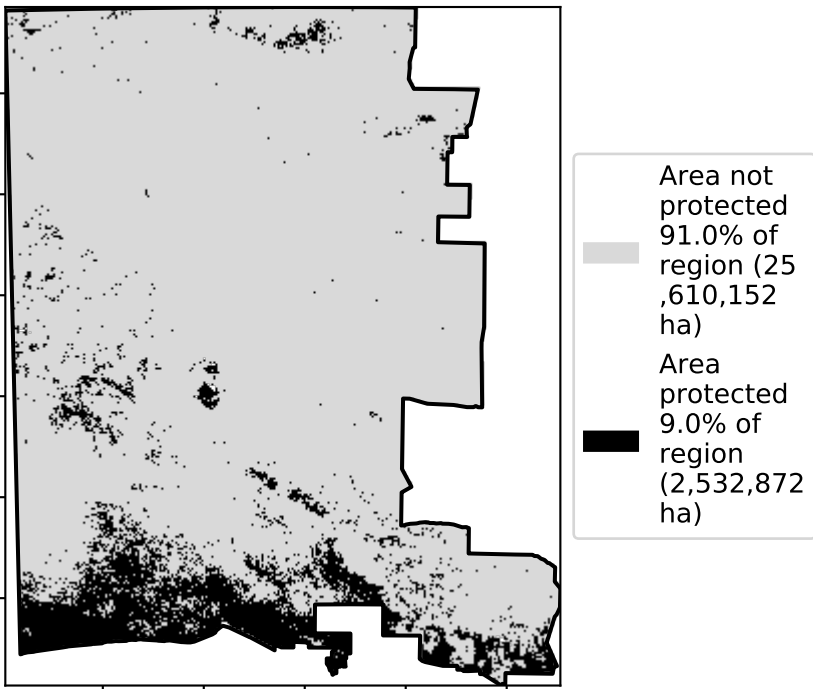 Area not
protected
91.0% of
region (25
,610,152
ha)
Area
protected
9.0% of
region
(2,532,872
ha)